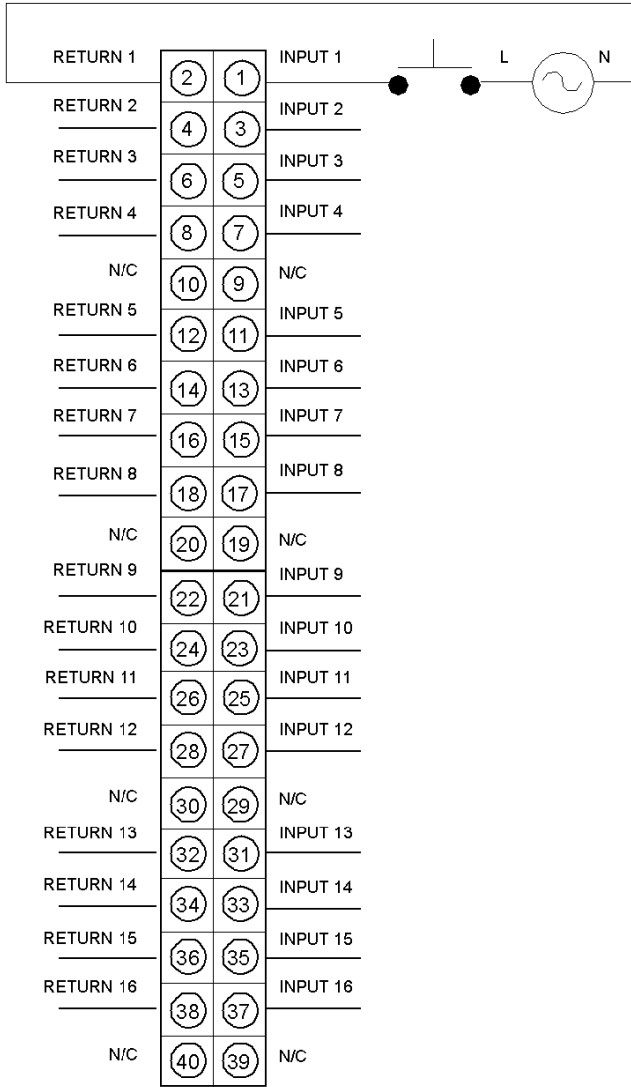 RETURN 1 2 1 INPUT 1 L N
RETURN 2 4 3 INPUT 2
RETURN 3 6 5 INPUT 3
RETURN 4 8 7 INPUT 4
N/C 10 9 N/C
RETURN 5 12 11 INPUT 5
RETURN 6 14 13 INPUT 6
RETURN 7 16 15 INPUT 7
RETURN 8 18 17 INPUT 8
N/C 20 19 N/C
RETURN 9 22 21 INPUT 9
RETURN 10 24 23 INPUT 10
RETURN 11 26 25 INPUT 11
RETURN 12 28 27 INPUT 12
N/C 30 29 N/C
RETURN 13 32 31 INPUT 13
RETURN 14 34 33 INPUT 14
RETURN 15 36 35 INPUT 15
RETURN 16 38 37 INPUT 16
N/C 40 39 N/C